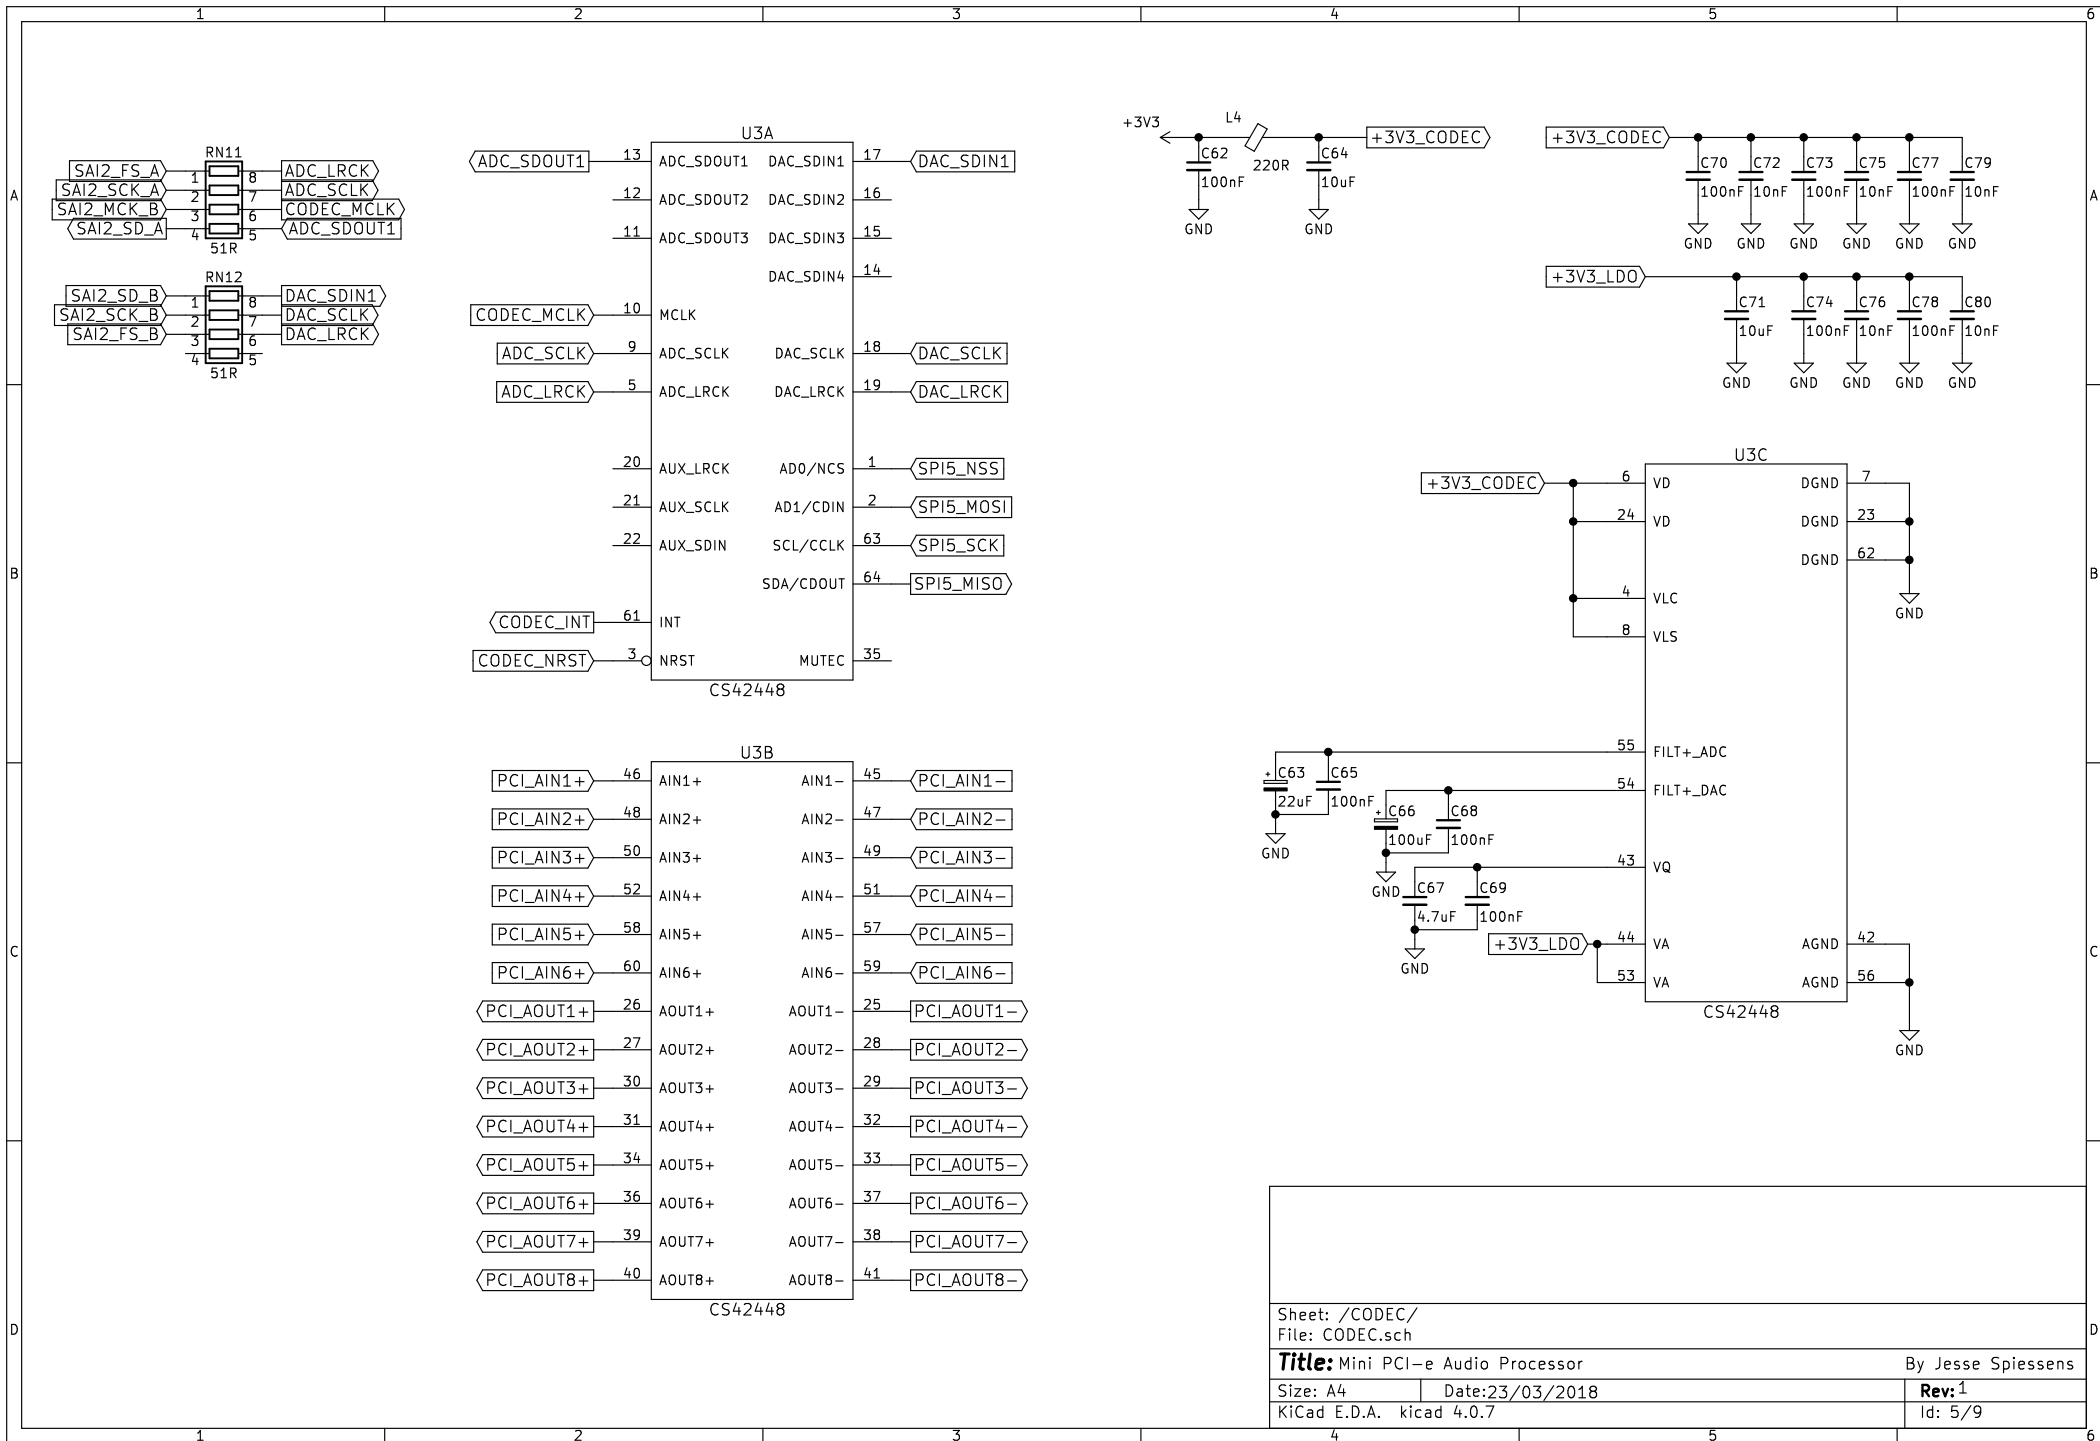 1 2 3 4 5 6
A A
B B
C C
D D
RN11
SAI2_FS_A 1 8 ADC_LRCK
SAI2_SCK_A 2 7 ADC_SCLK
SAI2_MCK_B 3 6 CODEC_MCLK
SAI2_SD_A 4 5 ADC_SDOUT1
51R
RN12
SAI2_SD_B 1 8 DAC_SDIN1
SAI2_SCK_B 2 7 DAC_SCLK
SAI2_FS_B 3 6 DAC_LRCK
4 5
51R
U3A
ADC_SDOUT1 13 ADC_SDOUT1 DAC_SDIN1 17 DAC_SDIN1
12 ADC_SDOUT2 DAC_SDIN2 16
11 ADC_SDOUT3 DAC_SDIN3 15
DAC_SDIN4 14
CODEC_MCLK 10 MCLK
ADC_SCLK 9 ADC_SCLK DAC_SCLK 18 DAC_SCLK
ADC_LRCK 5 ADC_LRCK DAC_LRCK 19 DAC_LRCK
20 AUX_LRCK AD0/NCS 1 SPI5_NSS
21 AUX_SCLK AD1/CDIN 2 SPI5_MOSI
22 AUX_SDIN SCL/CCLK 63 SPI5_SCK
SDA/CDOUT 64 SPI5_MISO
CODEC_INT 61 INT
CODEC_NRST 3 NRST MUTEC 35
CS42448
U3B
PCI_AIN1+ 46 AIN1+ AIN1- 45 PCI_AIN1-
PCI_AIN2+ 48 AIN2+ AIN2- 47 PCI_AIN2-
PCI_AIN3+ 50 AIN3+ AIN3- 49 PCI_AIN3-
PCI_AIN4+ 52 AIN4+ AIN4- 51 PCI_AIN4-
PCI_AIN5+ 58 AIN5+ AIN5- 57 PCI_AIN5-
PCI_AIN6+ 60 AIN6+ AIN6- 59 PCI_AIN6-
PCI_AOUT1+ 26 AOUT1+ AOUT1- 25 PCI_AOUT1-
PCI_AOUT2+ 27 AOUT2+ AOUT2- 28 PCI_AOUT2-
PCI_AOUT3+ 30 AOUT3+ AOUT3- 29 PCI_AOUT3-
PCI_AOUT4+ 31 AOUT4+ AOUT4- 32 PCI_AOUT4-
PCI_AOUT5+ 34 AOUT5+ AOUT5- 33 PCI_AOUT5-
PCI_AOUT6+ 36 AOUT6+ AOUT6- 37 PCI_AOUT6-
PCI_AOUT7+ 39 AOUT7+ AOUT7- 38 PCI_AOUT7-
PCI_AOUT8+ 40 AOUT8+ AOUT8- 41 PCI_AOUT8-
CS42448
+3V3 L4 +3V3_CODEC
C62 220R C64
100nF 10uF
GND GND
+3V3_CODEC
C70 C72 C73 C75 C77 C79
100nF 10nF 100nF 10nF 100nF 10nF
GND GND GND GND GND GND
+3V3_LDO
C71 C74 C76 C78 C80
10uF 100nF 10nF 100nF 10nF
GND GND GND GND GND
U3C
+3V3_CODEC 6 VD DGND 7
24 VD DGND 23
DGND 62
4 VLC
GND
8 VLS
55 FILT+_ADC
+ C63 C65
22uF 100nF
GND
54 FILT+_DAC
+ C66 C68
100uF 100nF
GND
43 VQ
C67 C69
4.7uF 100nF
GND
+3V3_LDO 44 VA AGND 42
53 VA AGND 56
CS42448
GND
Sheet: /CODEC/
File: CODEC.sch
Title: Mini PCI-e Audio Processor By Jesse Spiessens
Size: A4 Date:23/03/2018 Rev: 1
KiCad E.D.A. kicad 4.0.7 Id: 5/9
1 2 3 4 5 6